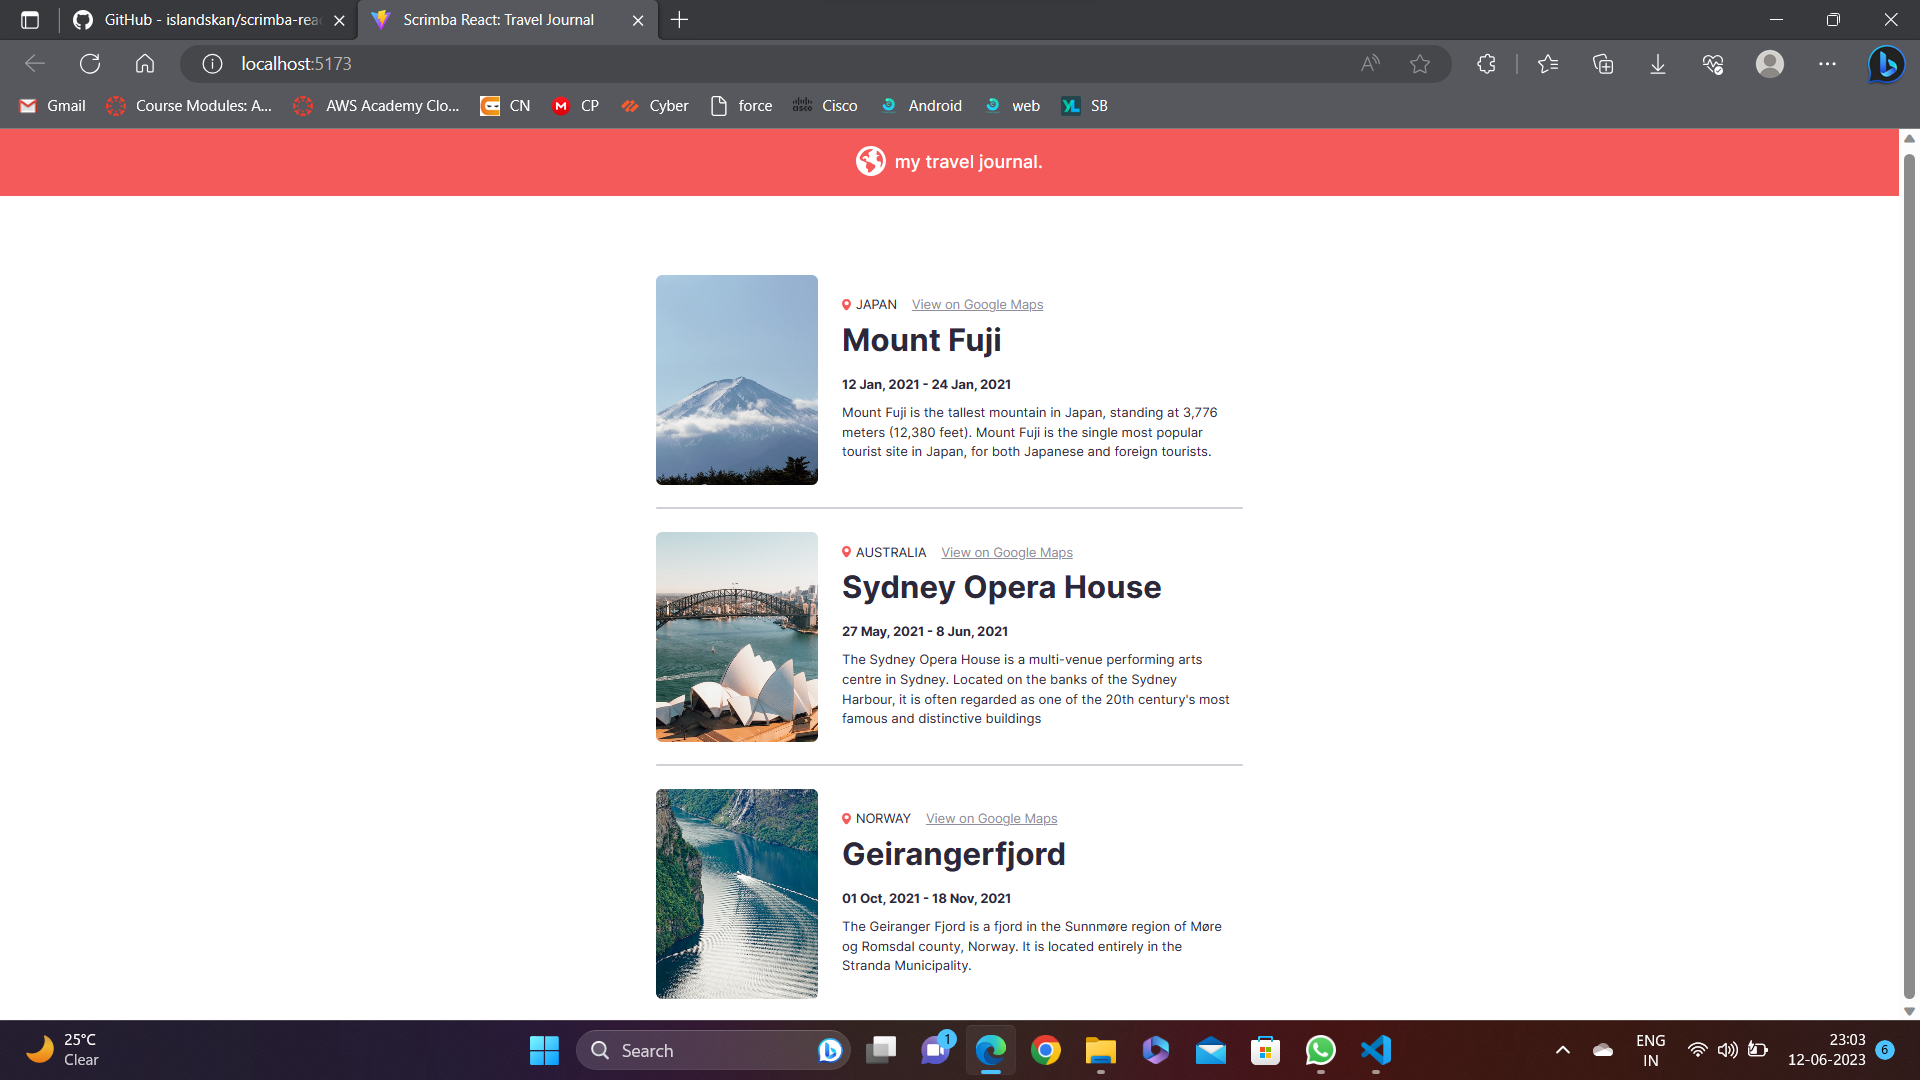 GitHub - islandskan/scrimba-rea
Scrimba React: Travel Journal
localhost:5173
Gmail
Course Modules: A...
AWS Academy Clo...
CN
CP
Cyber
force
Cisco
Android
web
SB
my travel journal.
JAPAN View on Google Maps
Mount Fuji
12 Jan, 2021 - 24 Jan, 2021
Mount Fuji is the tallest mountain in Japan, standing at 3,776
meters (12,380 feet). Mount Fuji is the single most popular
tourist site in Japan, for both Japanese and foreign tourists.
AUSTRALIA View on Google Maps
Sydney Opera House
27 May, 2021 - 8 Jun, 2021
The Sydney Opera House is a multi-venue performing arts
centre in Sydney. Located on the banks of the Sydney
Harbour, it is often regarded as one of the 20th century's most
famous and distinctive buildings
NORWAY View on Google Maps
Geirangerfjord
01 Oct, 2021 - 18 Nov, 2021
The Geiranger Fjord is a fjord in the Sunnmøre region of Møre
og Romsdal county, Norway. It is located entirely in the
Stranda Municipality.
25°C
Clear
Search
1
ENG
IN
23:03
12-06-2023
6